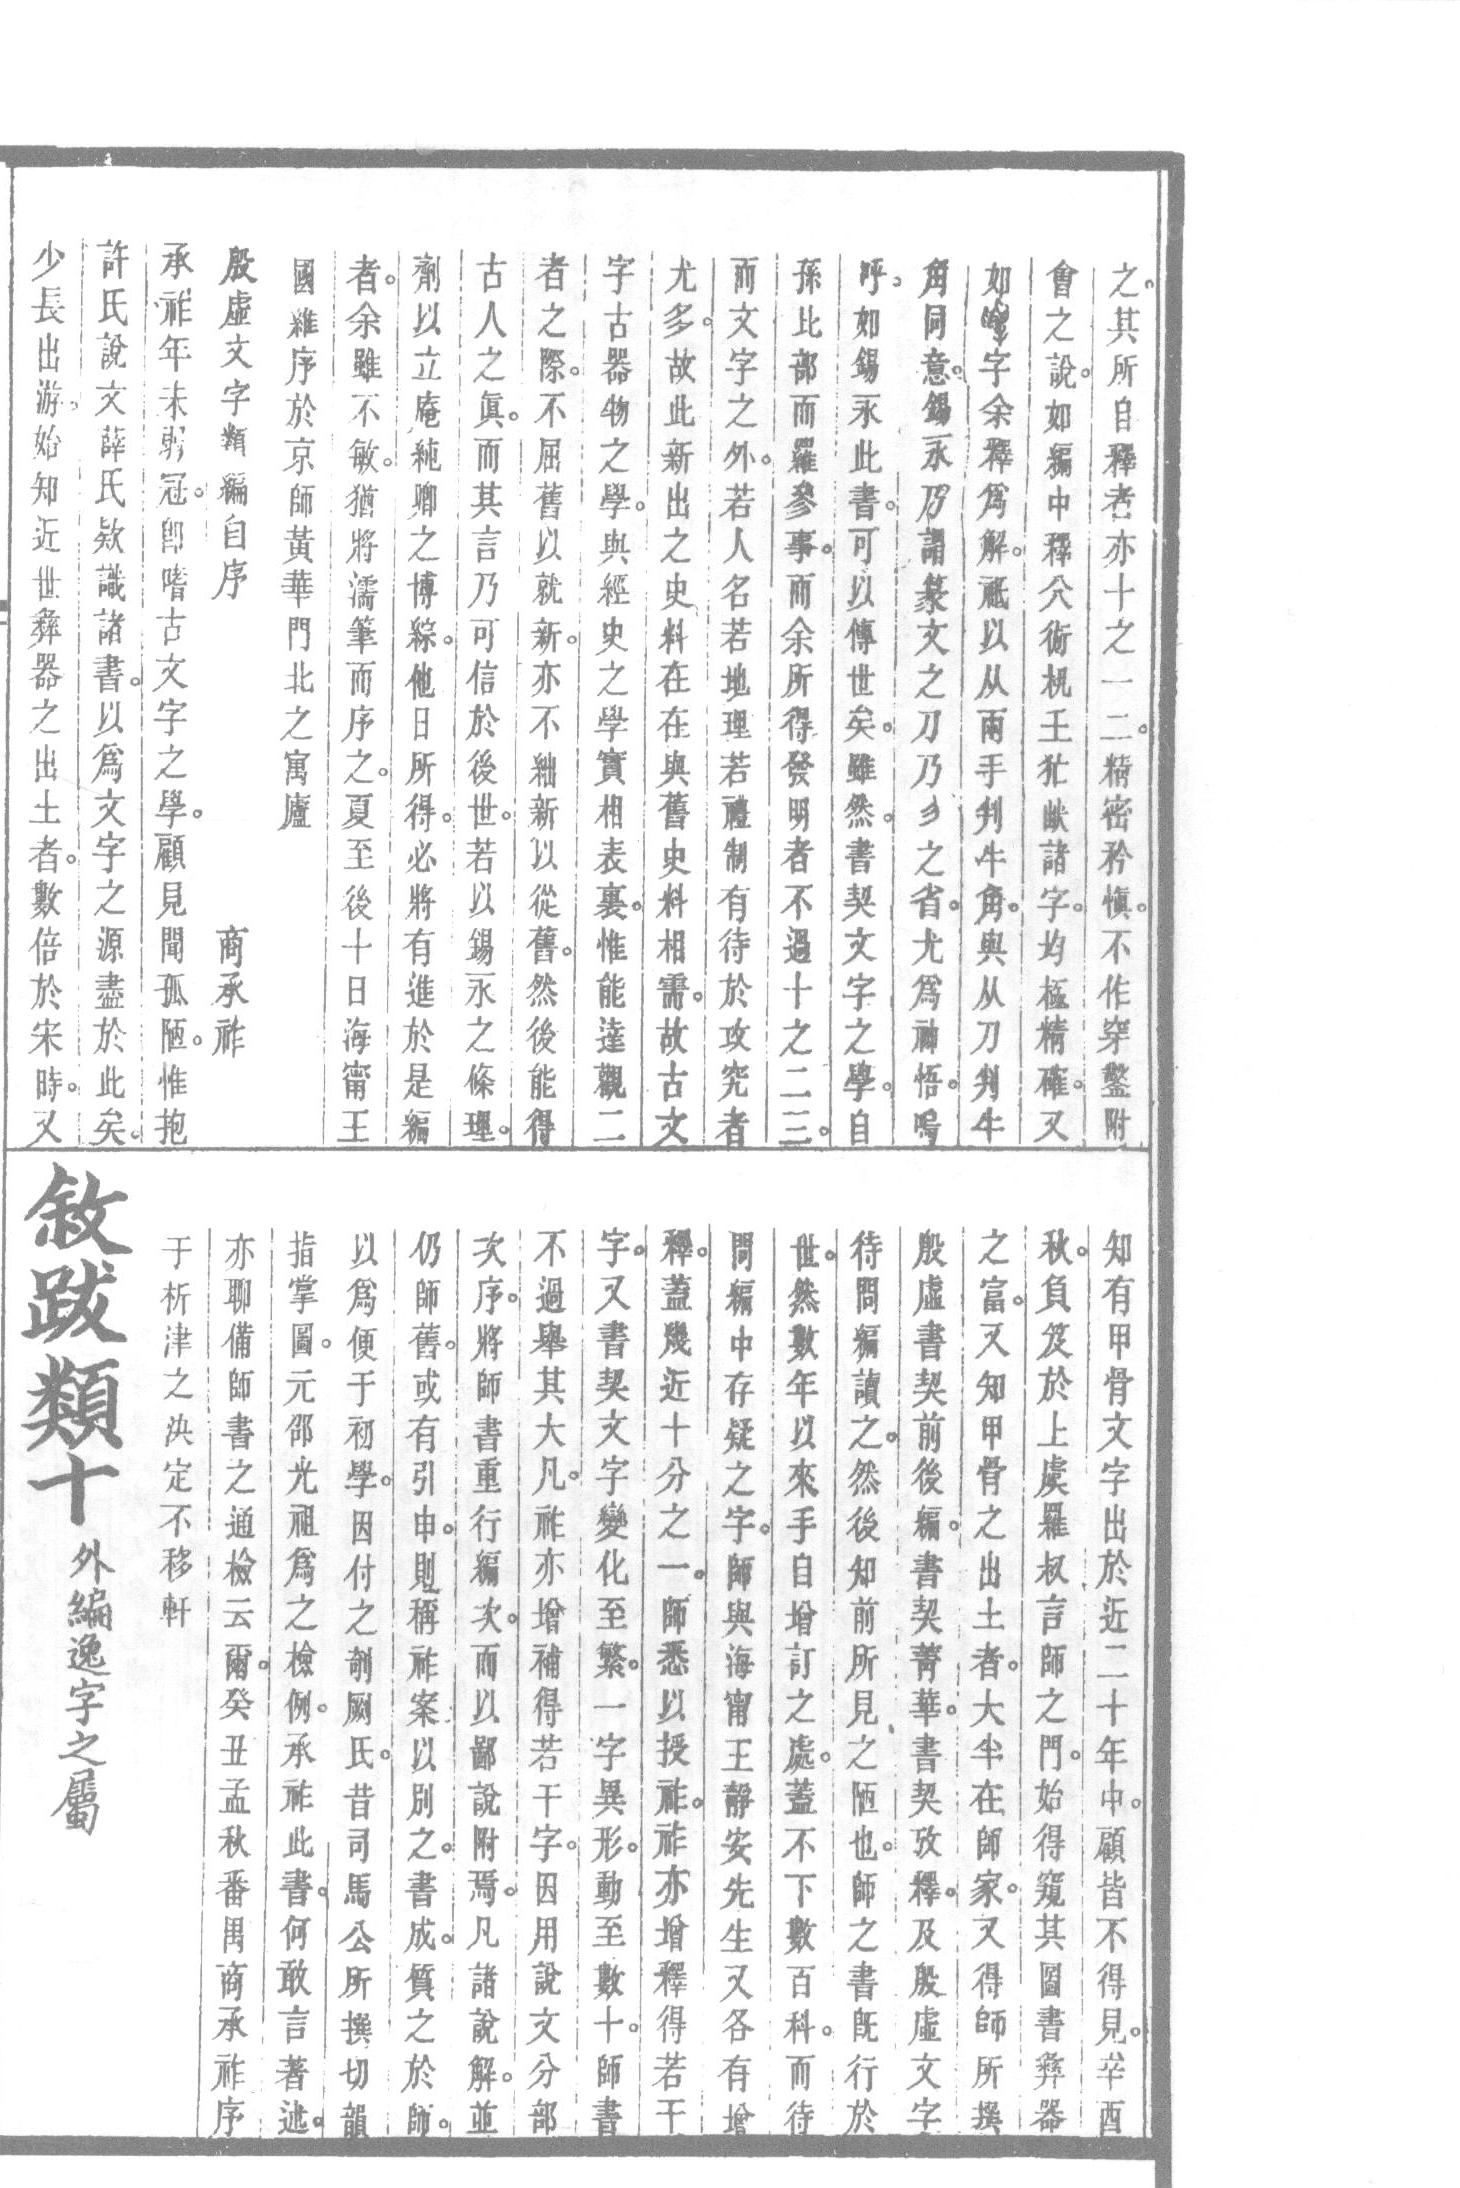 之。其所自釋者亦十之一二。精密矜愼。不作穿鑿附
會之說。如編中釋㕣衒杌王犾猷諸字。均極精確。又
如字余釋爲解。祗以从兩手判牛角。與从刀判牛
角同意。錫永乃謂篆文之刀乃彡之省。尤爲神悟。嗚
呼。如錫永此書。可以傳世矣。雖然。書契文字之學。自
孫比部而羅參事。而余所得發明者不過十之二三。
而文字之外。若人名若地理若禮制有待於攻究者
尤多。故此新出之史料在在與舊史料相需。故古文
字古器物之學。與經史之學實相表裏。惟能達觀二
者之際。不屈舊以就新。亦不絀新以從舊。然後能得
古人之眞。而其言乃可信於後世。若以錫永之條理。
劑以立庵純卿之博綜。他日所得。必將有進於是編
者。余雖不敏。猶將濡筆而序之。夏至後十日海甯王
國維序於京師黃華門北之寓廬
殷虛文字類編自序 商承祚
承祚年未弱冠。卽嗜古文字之學。顧見聞孤陋。惟抱
許氏說文薛氏欵識諸書。以爲文字之源盡於此矣。
少長出游。始知近世彝器之出土者。數倍於宋時。又
知有甲骨文字出於近二十年中。顧皆不得見。辛酉
秋。負笈於上虞羅叔言師之門。始得窺其圖書彝器
之富。又知甲骨之出土者。大半在師家。又得師所撰
殷虛書契前後編。書契菁華。書契攷釋。及殷虛文字
待問編讀之。然後知前所見之陋也。師之書旣行於
世。然數年以來手自增訂之處。蓋不下數百科。而待
問編中存疑之字。師與海甯王靜安先生又各有增
釋。蓋幾近十分之一。師悉以授祚。祚亦增釋得若干
字。又書契文字變化至繁。一字異形。動至數十。師書
不過舉其大凡。祚亦增補得若干字。因用說文分部
次序。將師書重行編次。而以鄙說附焉。凡諸說解。並
仍師舊。或有引申。則稱祚案以別之。書成。質之於師。
以爲便于初學。因付之剞劂氏。昔司馬公所撰切韻
指掌圖。元邵光祖爲之檢例。承祚此書。何敢言著述。
亦聊備師書之通檢云爾。癸丑孟秋番禺商承祚序
于析津之決定不移軒
敘跋類十 外編逸字之屬